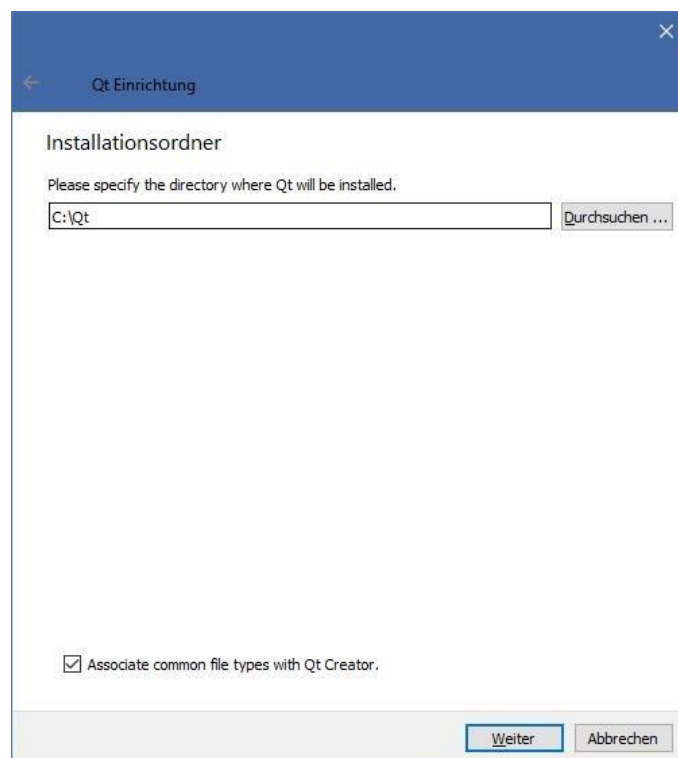 Qt Einrichtung
Installationsordner
Please specify the directory where Qt will be installed.
C:\Qt
Durchsuchen ...
Associate common file types with Qt Creator.
Weiter
Abbrechen